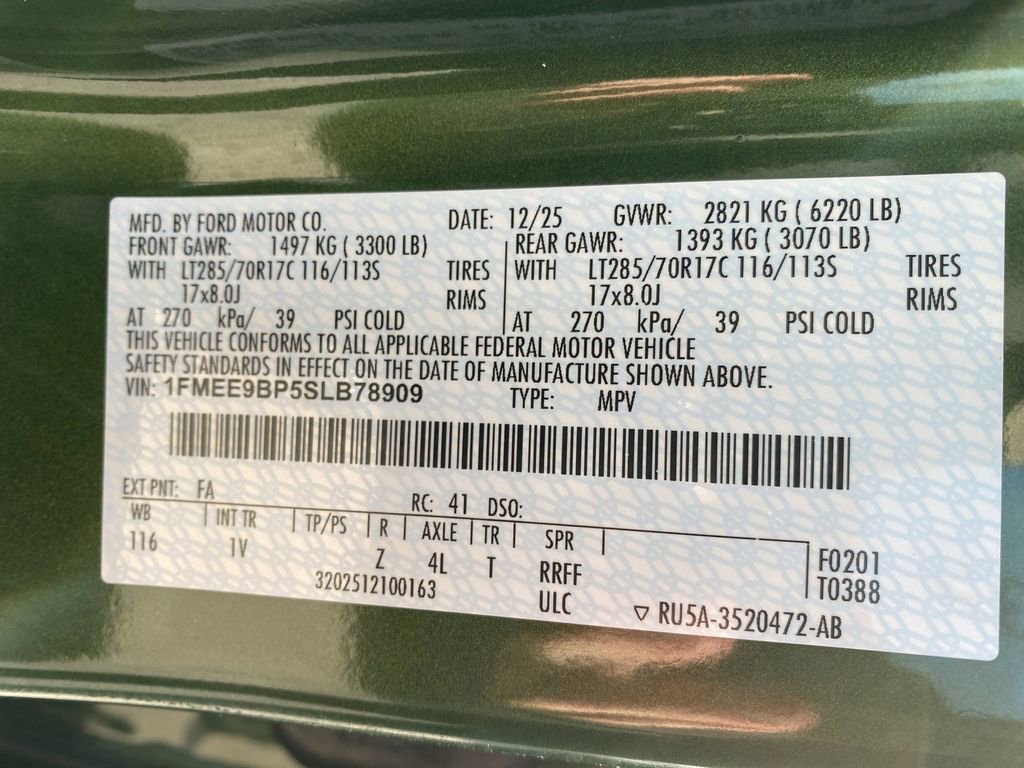 MFD. BY FORD MOTOR CO. DATE: 12/25 GVWR: 2821 KG ( 6220 LB)
FRONT GAWR: 1497 KG ( 3300 LB) REAR GAWR: 1393 KG ( 3070 LB)
WITH LT285/70R17C 116/113S TIRES WITH LT285/70R17C 116/113S TIRES
17x8.0J RIMS 17x8.0J RIMS
AT 270 kPa/ 39 PSI COLD AT 270 kPa/ 39 PSI COLD
THIS VEHICLE CONFORMS TO ALL APPLICABLE FEDERAL MOTOR VEHICLE
SAFETY STANDARDS IN EFFECT ON THE DATE OF MANUFACTURE SHOWN ABOVE.
VIN: 1FMEE9BP5SLB78909 TYPE: MPV
EXT PNT: FA RC: 41 DSO:
WB INT TR TP/PS R AXLE TR SPR
116 1V Z 4L T RRFF F0201
3202512100163 ULC T0388
▽ RU5A-3520472-AB